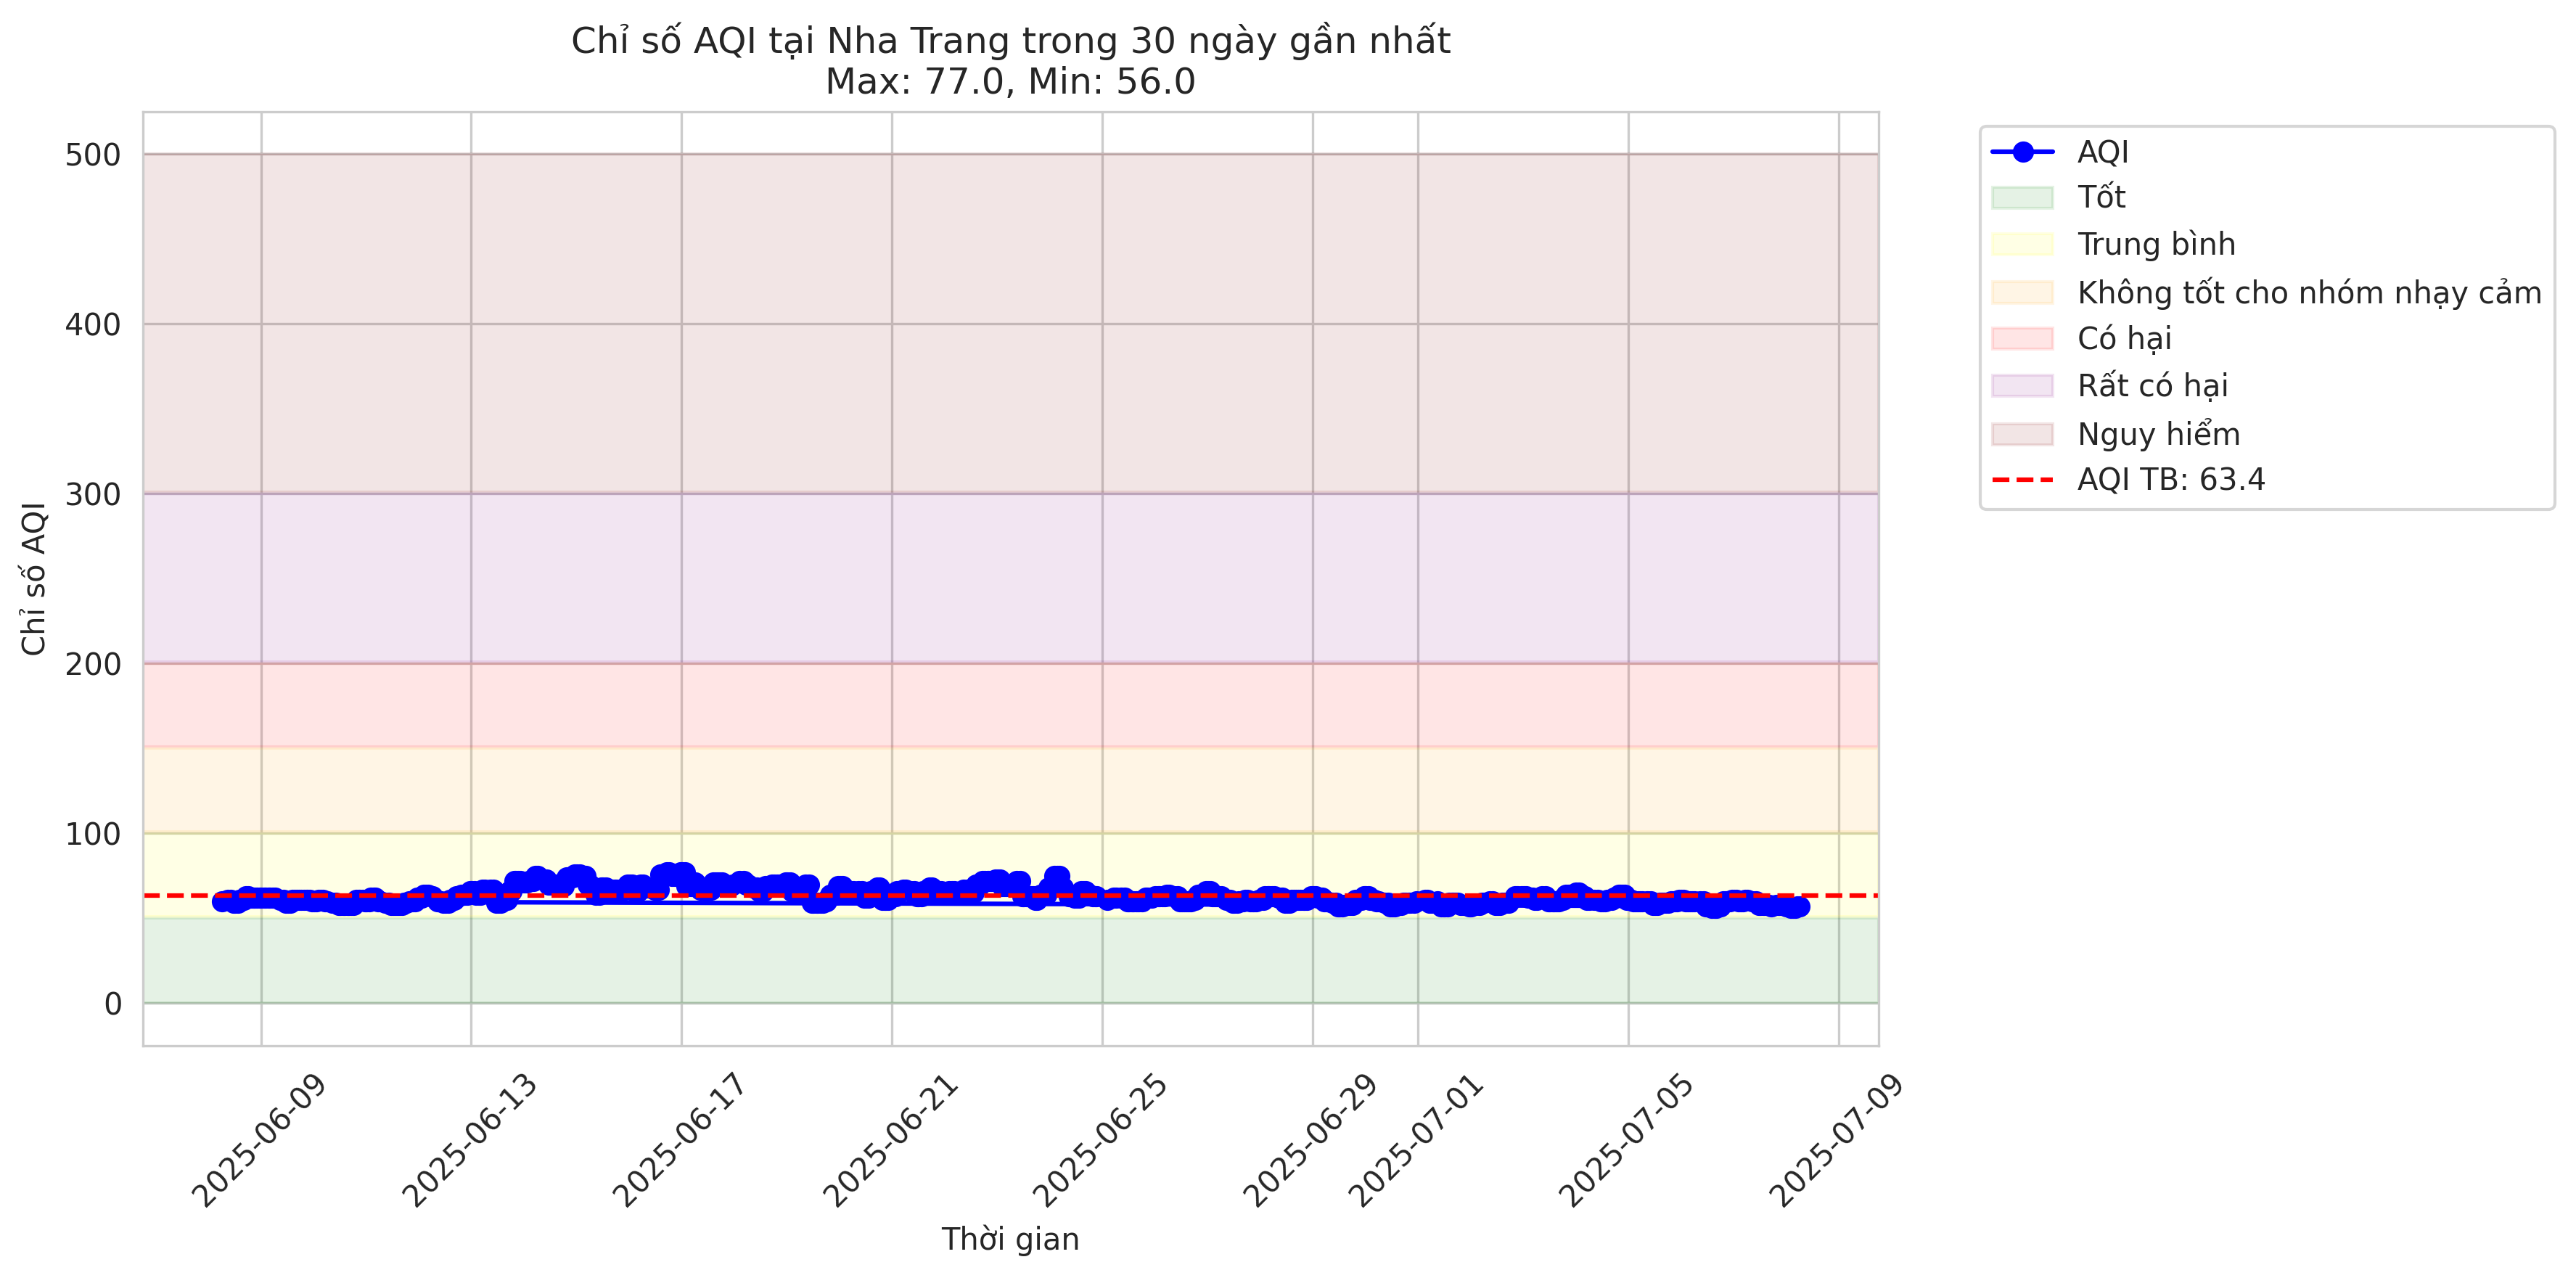 Chỉ số AQI tại Nha Trang trong 30 ngày gần nhất
Max: 77.0, Min: 56.0
Chỉ số AQI
500
400
300
200
100
0
2025-06-09
2025-06-13
2025-06-17
2025-06-21
2025-06-25
2025-06-29
2025-07-01
2025-07-05
2025-07-09
Thời gian
AQI
Tốt
Trung bình
Không tốt cho nhóm nhạy cảm
Có hại
Rất có hại
Nguy hiểm
AQI TB: 63.4